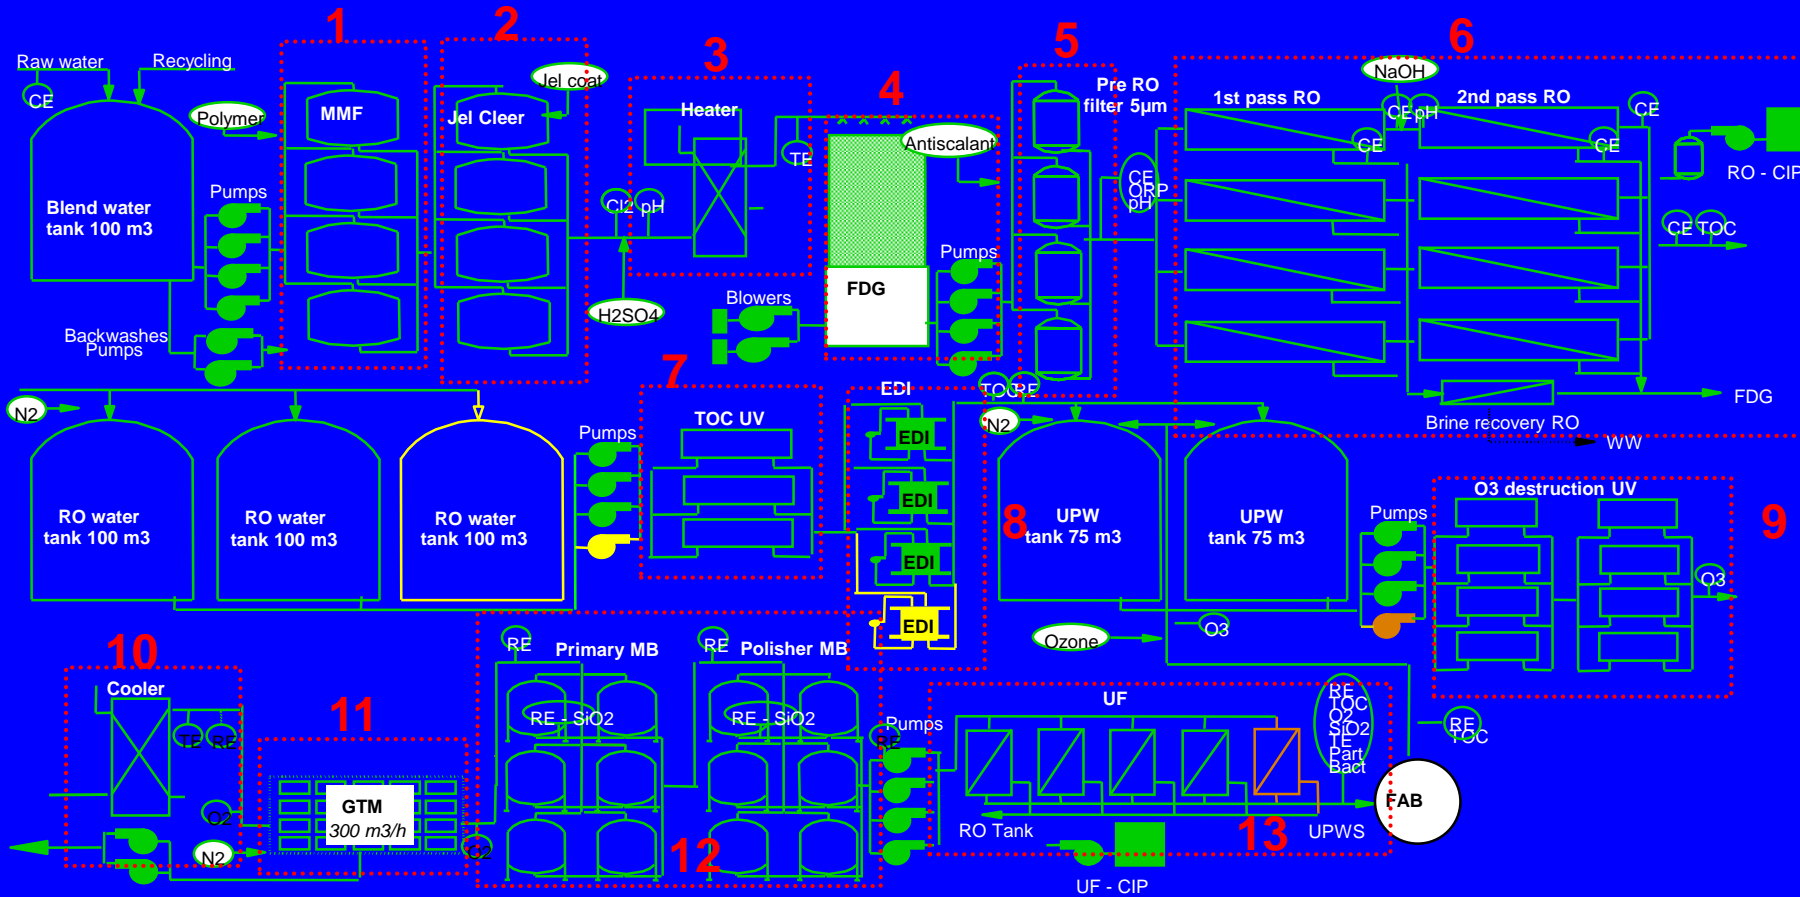 1
2
3
4
5
6
Raw water
Recycling
CE
Polymer
MMF
Jel coat
Jel Cleer
Heater
TE
Antiscalant
Pre RO
filter 5µm
NaOH
1st pass RO
CE pH
2nd pass RO
CE
CE
CE
RO - CIP
Blend water
tank 100 m3
Pumps
Cl2 pH
CE
ORP
pH
CE TOC
Pumps
Blowers
FDG
H2SO4
Backwashes
Pumps
7
EDI
TOC RE
FDG
Brine recovery RO
WW
N2
Pumps
TOC UV
EDI
N2
RO water
tank 100 m3
RO water
tank 100 m3
RO water
tank 100 m3
EDI
EDI
EDI
8
UPW
tank 75 m3
UPW
tank 75 m3
Pumps
O3 destruction UV
9
O3
Ozone
O3
10
Cooler
TE
RE
O2
N2
11
GTM
300 m3/h
O2
RE
Primary MB
RE
Polisher MB
RE - SiO2
RE - SiO2
12
Pumps
RE
UF
RE
TOC
O2
SiO2
TE
Part
Bact
RE
TOC
FAB
RO Tank
13
UPWS
UF - CIP